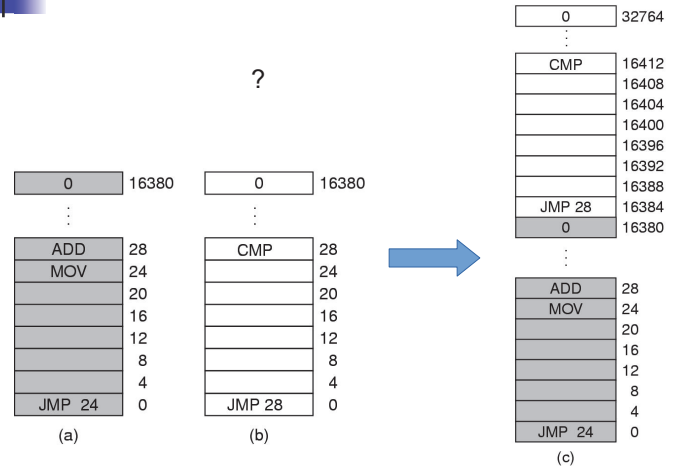 ?
0 16380
ADD 28
MOV 24
20
16
12
8
4
JMP 24 0
(a)
0 16380
CMP 28
24
20
16
12
8
4
JMP 28 0
(b)
0 32764
CMP 16412
16408
16404
16400
16396
16392
16388
JMP 28 16384
0 16380
ADD 28
MOV 24
20
16
12
8
4
JMP 24 0
(c)